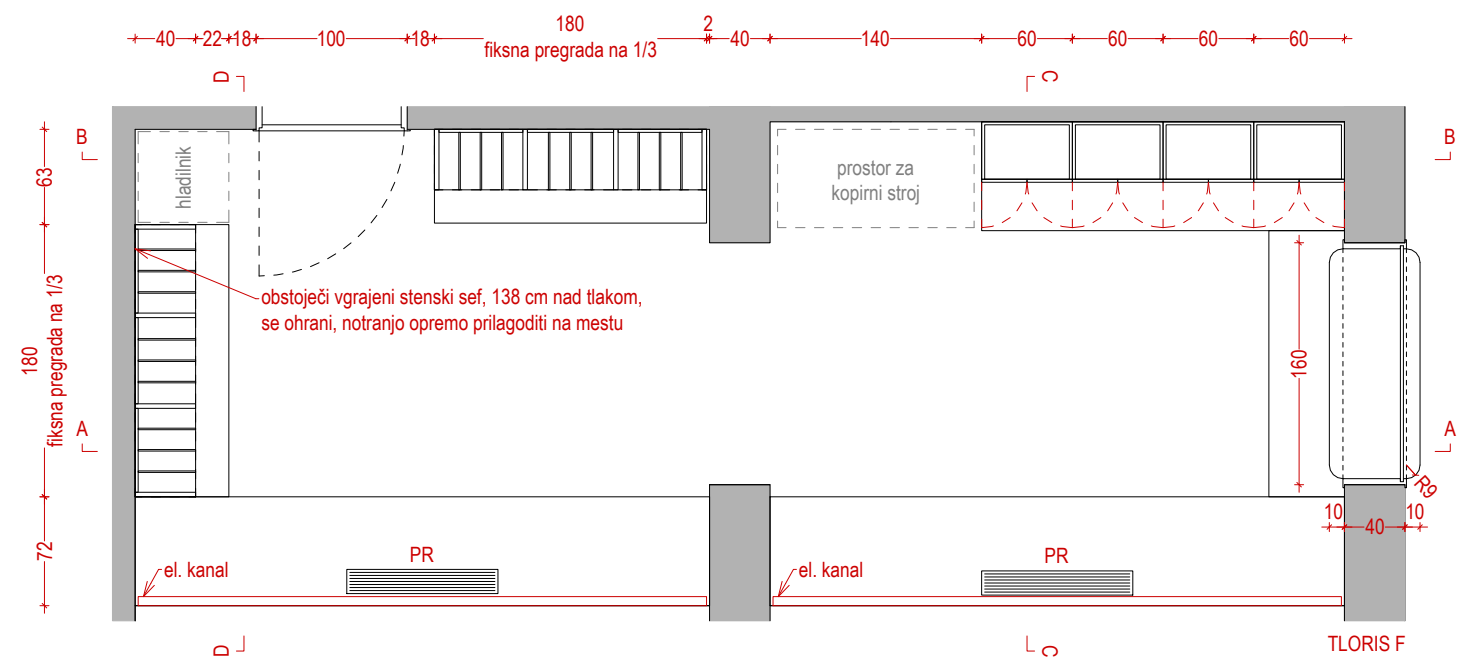 180
2
40
22
18
100
18
fiksna pregrada na 1/3
40
140
60
60
60
60
D
C
B
B
63
hladilnik
prostor za
kopirni stroj
obstoječi vgrajeni stenski sef, 138 cm nad tlakom,
se ohrani, notranjo opremo prilagoditi na mestu
180
fiksna pregrada na 1/3
160
A
A
R9
10
40
10
72
PR
PR
el. kanal
el. kanal
D
C
TLORIS F